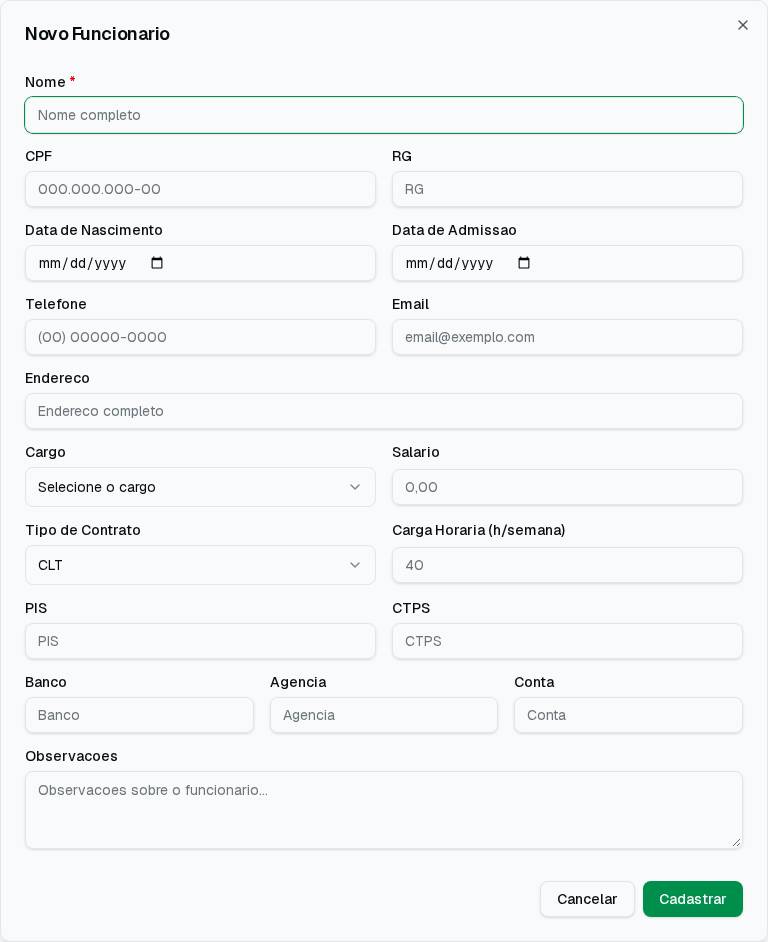 Novo Funcionario
Nome *
Nome completo
CPF RG
000.000.000-00 RG
Data de Nascimento Data de Admissao
mm/dd/yyyy mm/dd/yyyy
Telefone Email
(00) 00000-0000 email@exemplo.com
Endereco
Endereco completo
Cargo Salario
Selecione o cargo 0,00
Tipo de Contrato Carga Horaria (h/semana)
CLT 40
PIS CTPS
PIS CTPS
Banco Agencia Conta
Banco Agencia Conta
Observacoes
Observacoes sobre o funcionario...
Cancelar Cadastrar